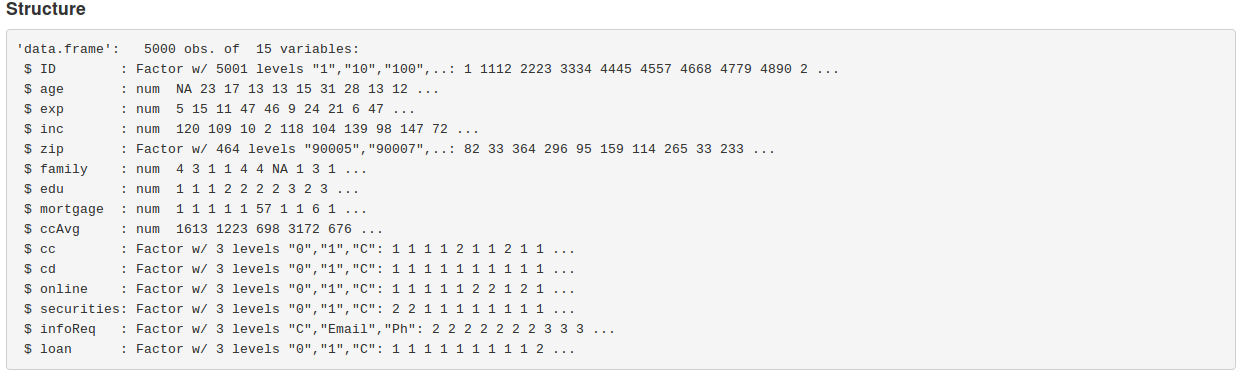 Structure
'data.frame':   5000 obs. of  15 variables:
 $ ID        : Factor w/ 5001 levels "1","10","100",..: 1 1112 2223 3334 4445 4557 4668 4779 4890 2 ...
 $ age       : num  NA 23 17 13 13 15 31 28 13 12 ...
 $ exp       : num  5 15 11 47 46 9 24 21 6 47 ...
 $ inc       : num  120 109 10 2 118 104 139 98 147 72 ...
 $ zip       : Factor w/ 464 levels "90005","90007",..: 82 33 364 296 95 159 114 265 33 233 ...
 $ family    : num  4 3 1 1 4 4 NA 1 3 1 ...
 $ edu       : num  1 1 1 2 2 2 2 3 2 3 ...
 $ mortgage  : num  1 1 1 1 1 57 1 1 6 1 ...
 $ ccAvg     : num  1613 1223 698 3172 676 ...
 $ cc        : Factor w/ 3 levels "0","1","C": 1 1 1 1 2 1 1 2 1 1 ...
 $ cd        : Factor w/ 3 levels "0","1","C": 1 1 1 1 1 1 1 1 1 1 ...
 $ online    : Factor w/ 3 levels "0","1","C": 1 1 1 1 1 2 2 1 2 1 ...
 $ securities: Factor w/ 3 levels "0","1","C": 2 2 1 1 1 1 1 1 1 1 ...
 $ infoReq   : Factor w/ 3 levels "C","Email","Ph": 2 2 2 2 2 2 2 3 3 3 ...
 $ loan      : Factor w/ 3 levels "0","1","C": 1 1 1 1 1 1 1 1 1 2 ...